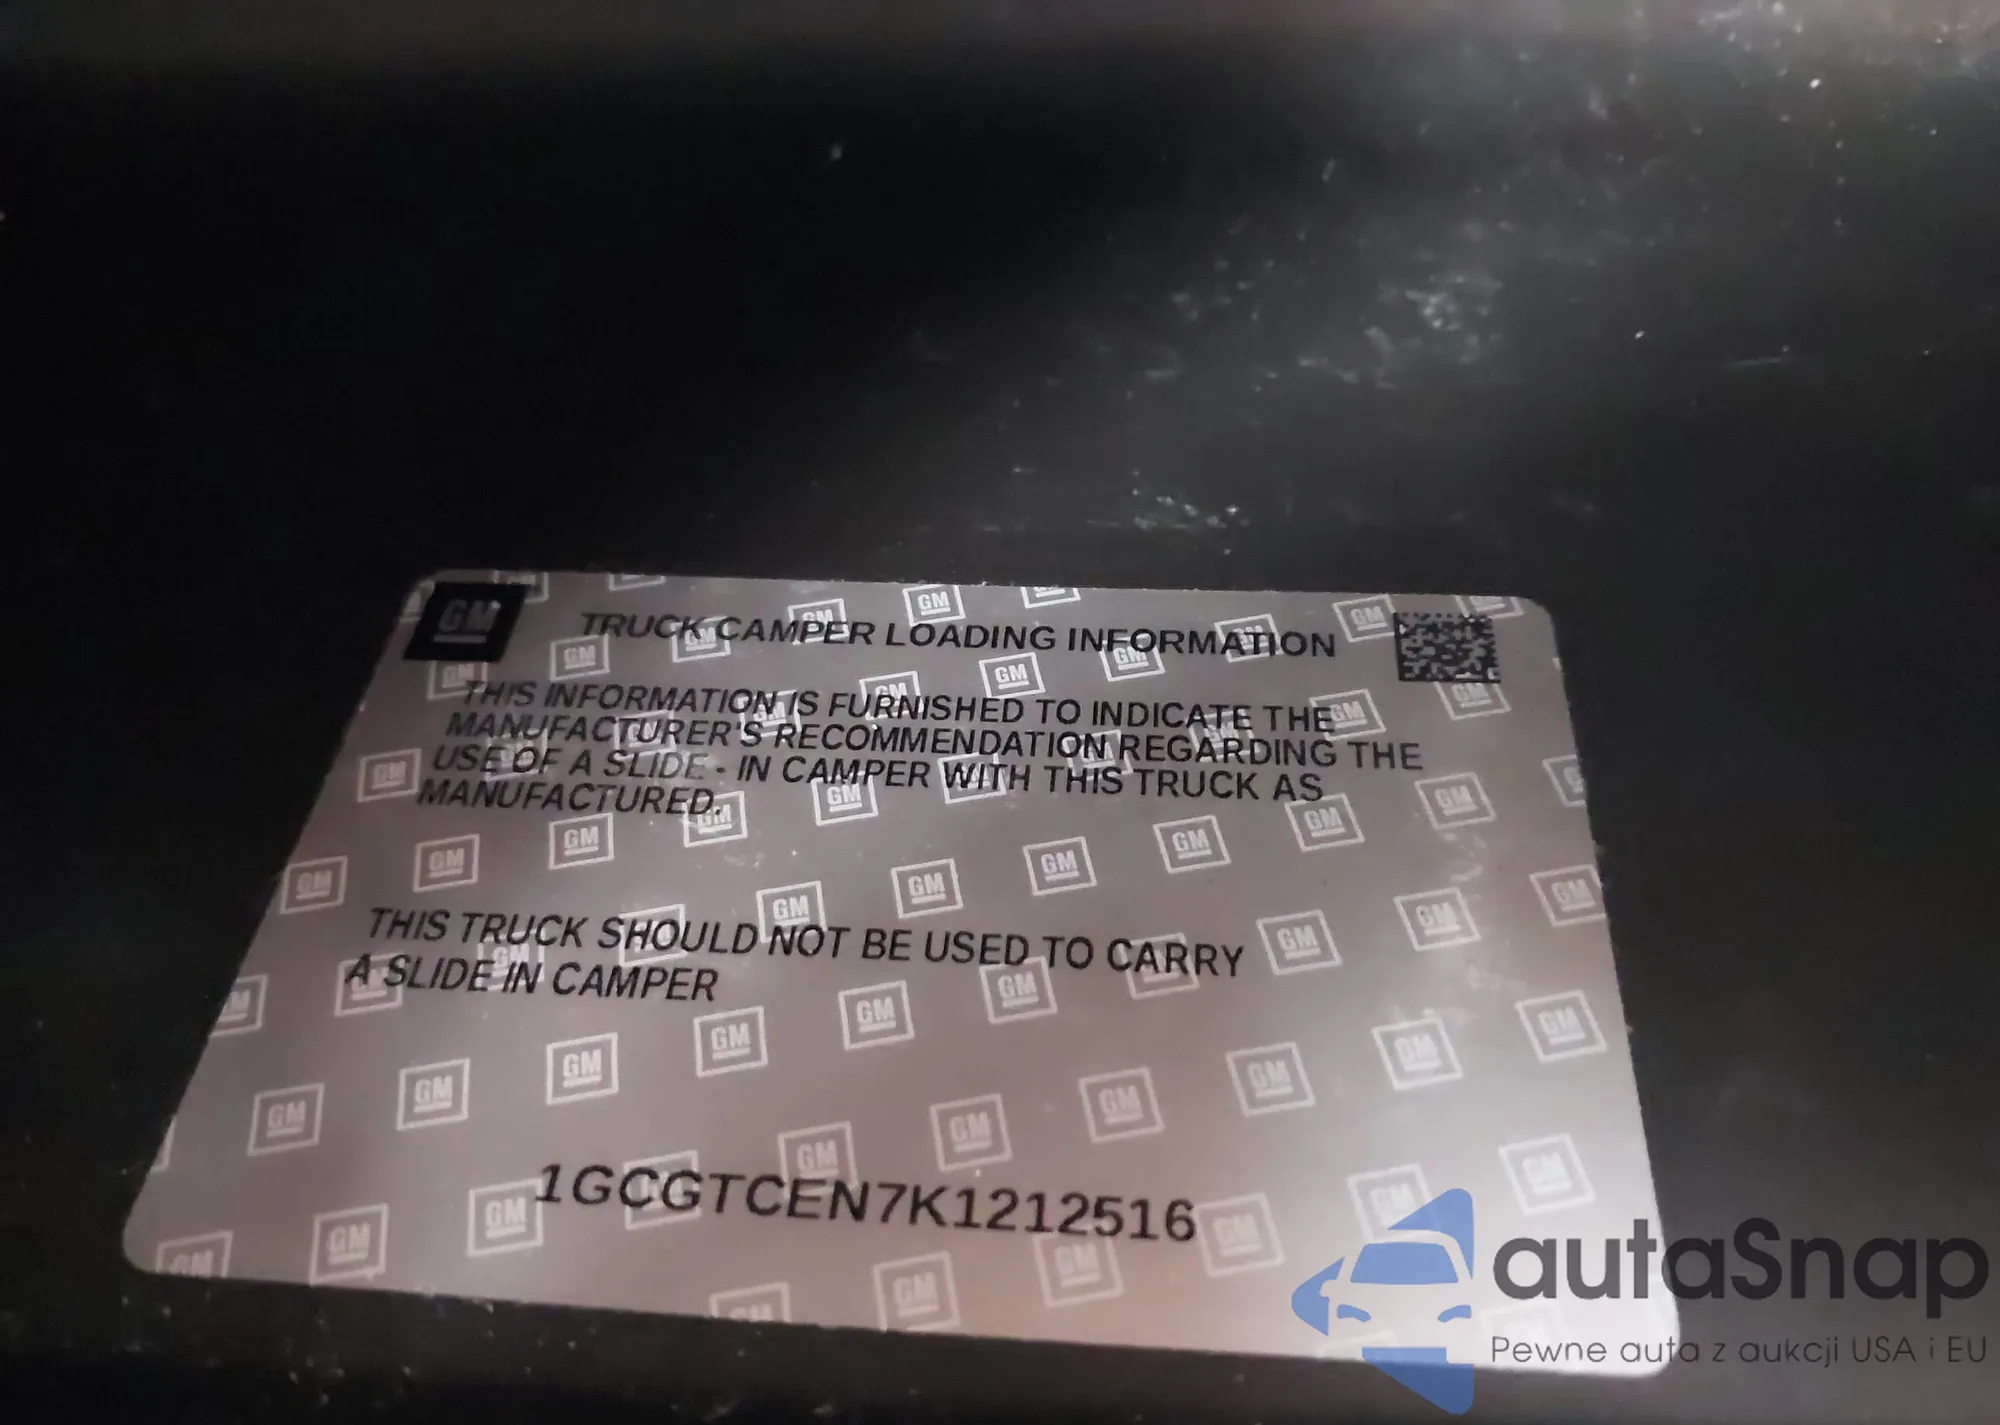 GM
TRUCK CAMPER LOADING INFORMATION
THIS INFORMATION IS FURNISHED TO INDICATE THE
MANUFACTURER'S RECOMMENDATION REGARDING THE
USE OF A SLIDE - IN CAMPER WITH THIS TRUCK AS
MANUFACTURED.
THIS TRUCK SHOULD NOT BE USED TO CARRY
A SLIDE IN CAMPER
1GCGTCEN7K1212516
autaSnap
Pewne auta z aukcji USA i EU